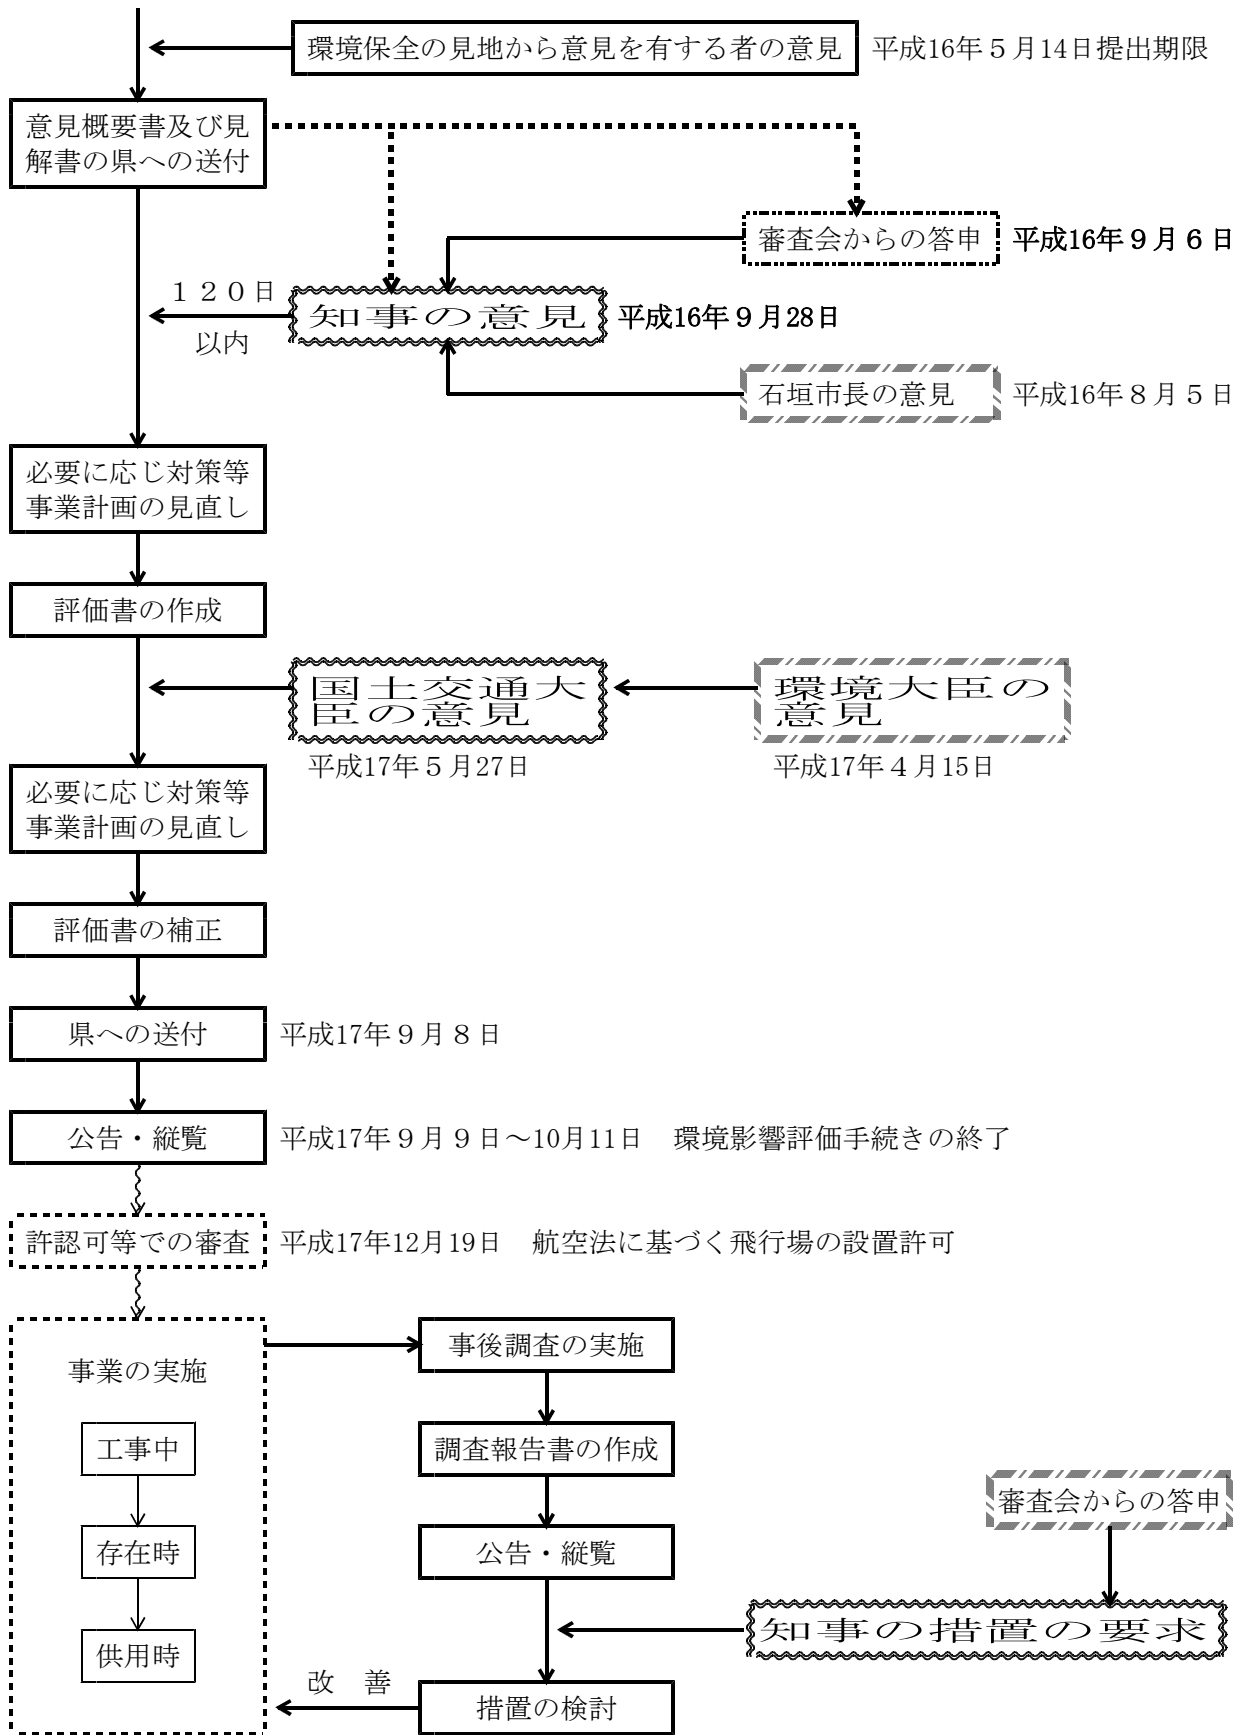 環境保全の見地から意見を有する者の意見　平成16年５月14日提出期限
意見概要書及び見
解書の県への送付
審査会からの答申　平成16年９月６日
１２０日
以内
知事の意見　平成16年９月28日
石垣市長の意見　平成16年８月５日
必要に応じ対策等
事業計画の見直し
評価書の作成
国土交通大
臣の意見
平成17年５月27日
環境大臣の
意見
平成17年４月15日
必要に応じ対策等
事業計画の見直し
評価書の補正
県への送付　平成17年９月８日
公告・縦覧　平成17年９月９日～10月11日　環境影響評価手続きの終了
許認可等での審査　平成17年12月19日　航空法に基づく飛行場の設置許可
事業の実施
工事中
存在時
供用時
事後調査の実施
調査報告書の作成
公告・縦覧
審査会からの答申
知事の措置の要求
改　善
措置の検討